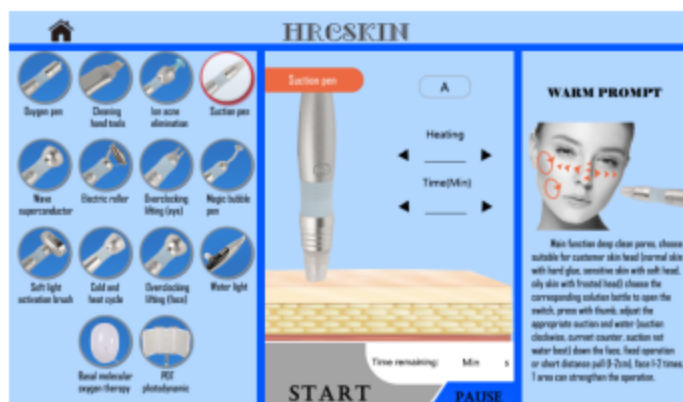 HRCSKIN
Oxygen pen
Cleaning
hand tools
Ion acne
elimination
Suction pen
Wave
superconductor
Electric roller
Overclocking
lifting (eye)
Magic bubble
pen
Soft light
activation brush
Cold and
heat cycle
Overclocking
lifting (face)
Water light
Basal molecular
oxygen therapy
PDT
photodynamic
Suction pen
A
Heating
Time(Min)
Time remaining: Min s
START
PAUSE
WARM PROMPT
Main function deep clean pores, choose
suitable for customer skin head (normal skin
with hard glue, sensitive skin with soft head,
oily skin with frosted head) choose the
corresponding solution bottle to open the
switch, press with thumb, adjust the
appropriate suction and water (suction
clockwise, current counter, suction not
water best) down the face, fixed operation
or short distance pull (1-2cm), face 1-2 times,
T area can strengthen the operation.